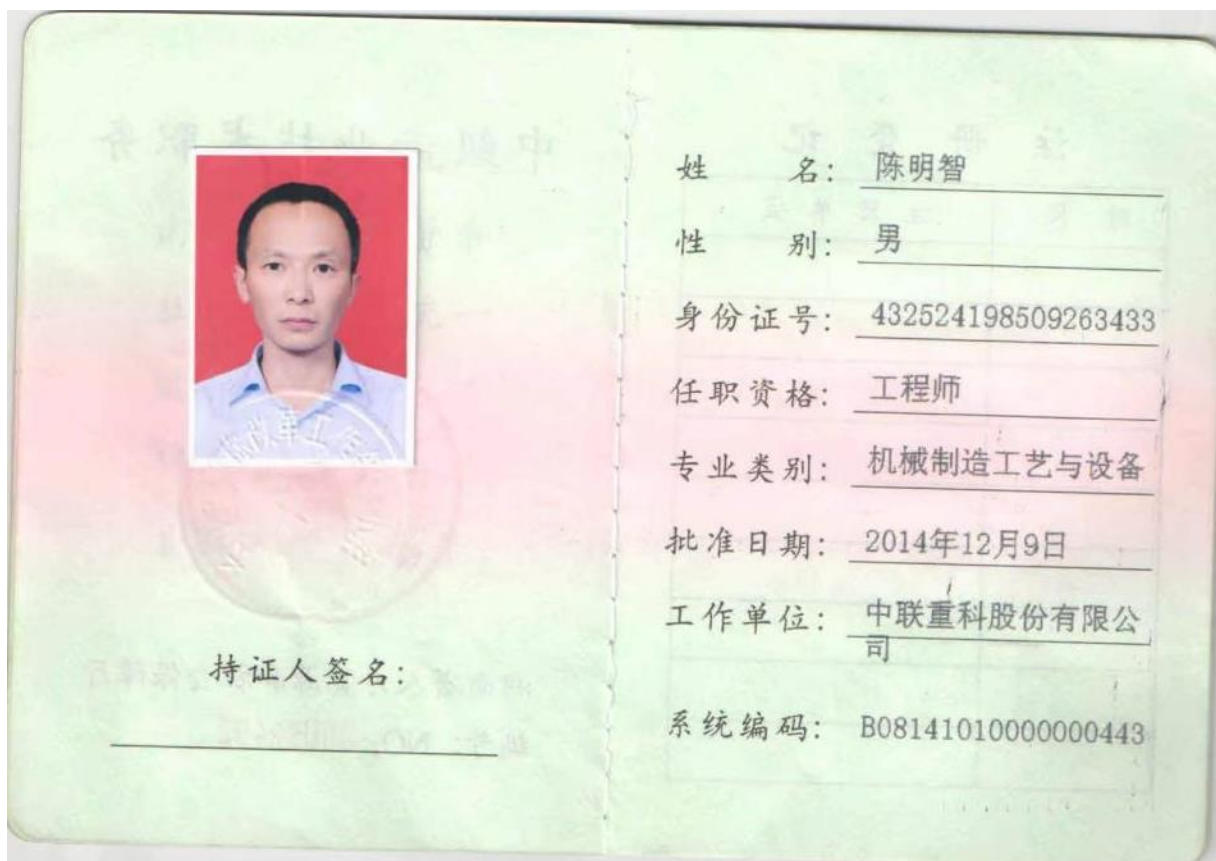 持证人签名:
姓 名: 陈明智
性 别: 男
身份证号: 432524198509263433
任职资格: 工程师
专业类别: 机械制造工艺与设备
批准日期: 2014年12月9日
工作单位: 中联重科股份有限公
司
系统编码: B08141010000000443